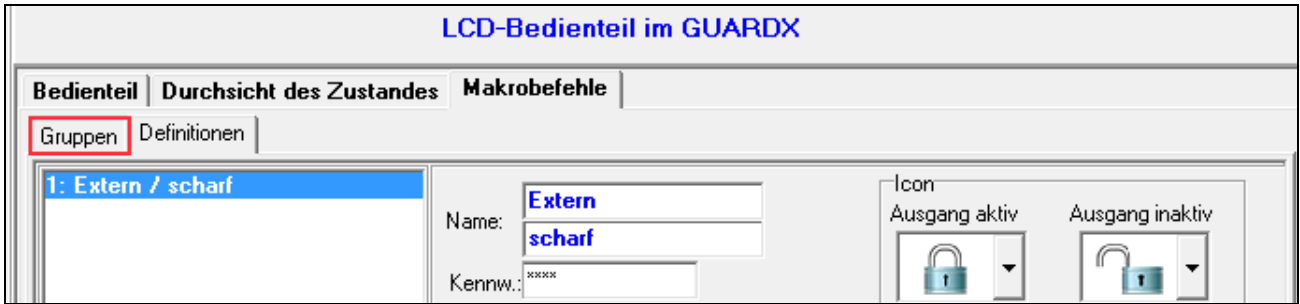 LCD-Bedienteil im GUARDX
Bedienteil Durchsicht des Zustandes Makrobefehle
Gruppen Definitionen
1: Extern / scharf
Name: Extern
scharf
Kennw.: ****
Icon
Ausgang aktiv Ausgang inaktiv